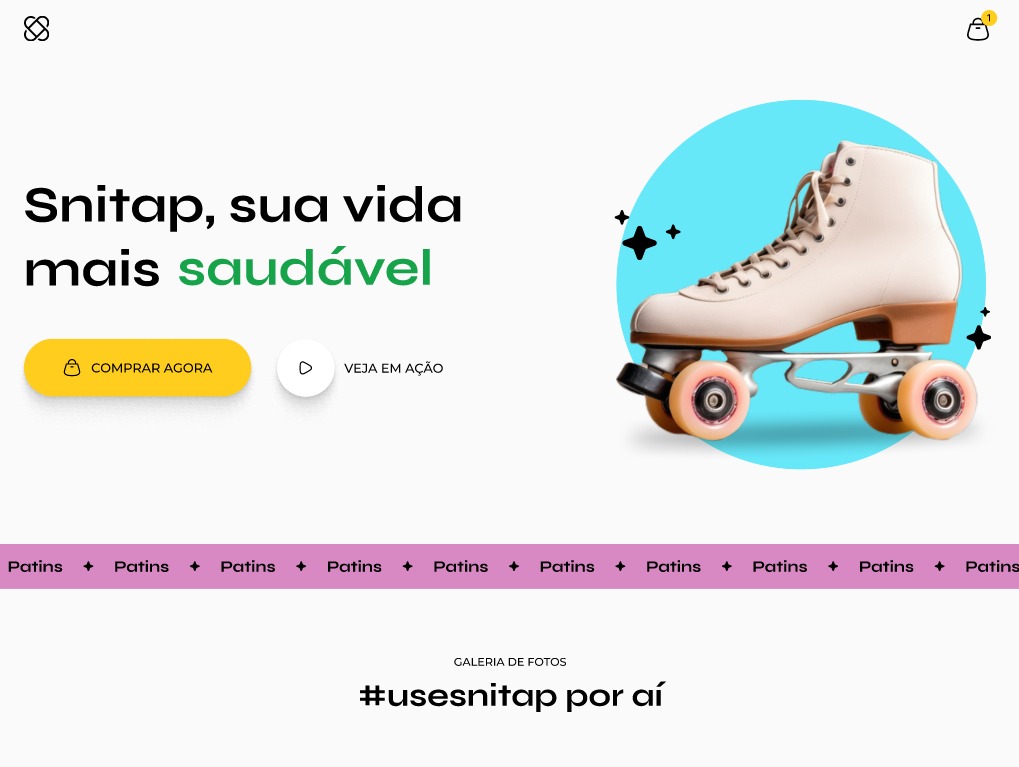 1
Snitap, sua vida
mais saudável
COMPRAR AGORA
VEJA EM AÇÃO
Patins Patins Patins Patins Patins Patins Patins Patins Patins Patins
GALERIA DE FOTOS
#usesnitap por aí